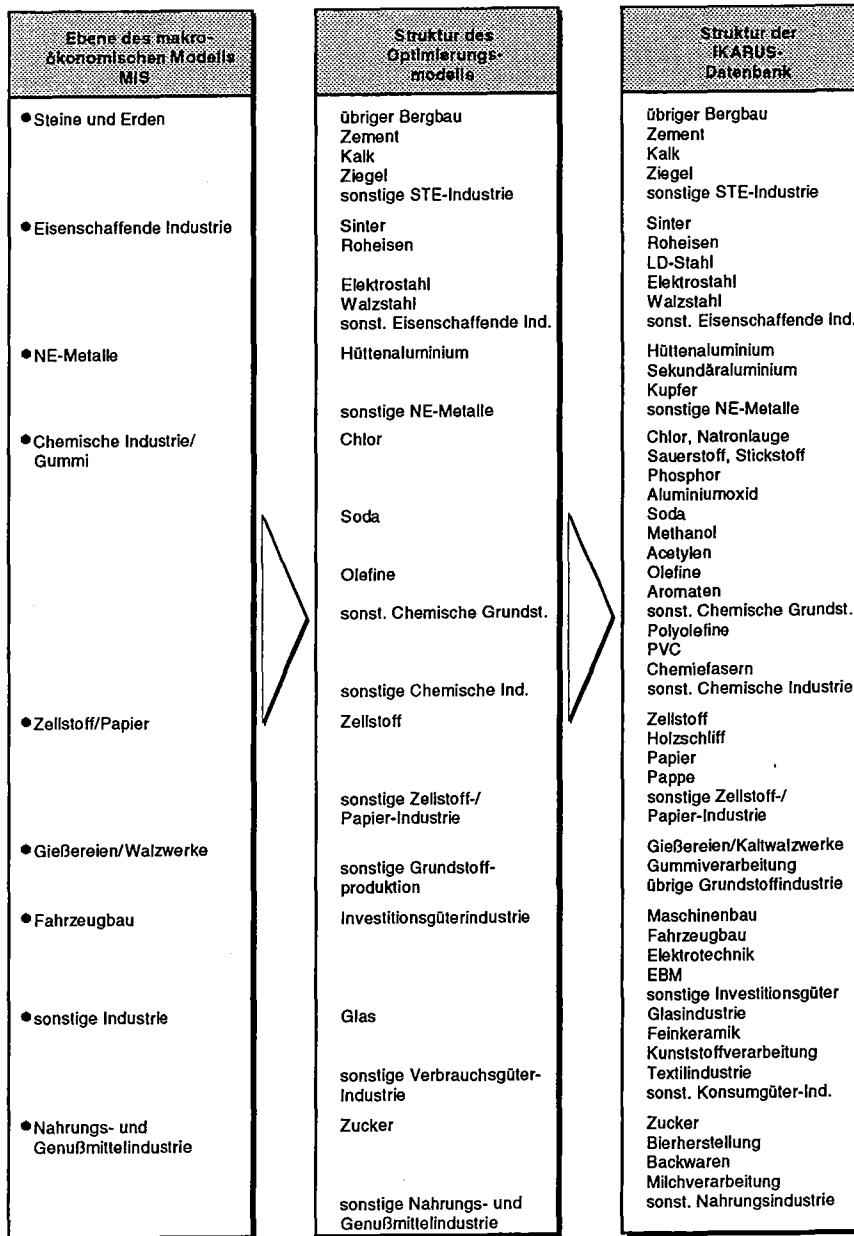 Ebene des makro-
ökonomischen Modells
MIS
● Steine und Erden
● Eisenschaffende Industrie
● NE-Metalle
● Chemische Industrie/
Gummi
● Zellstoff/Papier
● Gießereien/Walzwerke
● Fahrzeugbau
● sonstige Industrie
● Nahrungs- und
Genußmittelindustrie
Struktur des
Optimierungs-
modells
übriger Bergbau
Zement
Kalk
Ziegel
sonstige STE-Industrie
Sinter
Roheisen
Elektrostahl
Walzstahl
sonst. Eisenschaffende Ind.
Hüttenaluminium
sonstige NE-Metalle
Chlor
Soda
Olefine
sonst. Chemische Grundst.
sonstige Chemische Ind.
Zellstoff
sonstige Zellstoff-/
Papier-Industrie
sonstige Grundstoff-
produktion
Investitionsgüterindustrie
Glas
sonstige Verbrauchsgüter-
Industrie
Zucker
sonstige Nahrungs- und
Genußmittelindustrie
Struktur der
IKARUS-
Datenbank
übriger Bergbau
Zement
Kalk
Ziegel
sonstige STE-Industrie
Sinter
Roheisen
LD-Stahl
Elektrostahl
Walzstahl
sonst. Eisenschaffende Ind.
Hüttenaluminium
Sekundäraluminium
Kupfer
sonstige NE-Metalle
Chlor, Natronlauge
Sauerstoff, Stickstoff
Phosphor
Aluminiumoxid
Soda
Methanol
Acetylen
Olefine
Aromaten
sonst. Chemische Grundst.
Polyolefine
PVC
Chemiefasern
sonst. Chemische Industrie
Zellstoff
Holzschliff
Papier
Pappe
sonstige Zellstoff-/
Papier-Industrie
Gießereien/Kaltwalzwerke
Gummiverarbeitung
übrige Grundstoffindustrie
Maschinenbau
Fahrzeugbau
Elektrotechnik
EBM
sonstige Investitionsgüter
Glasindustrie
Feinkeramik
Kunststoffverarbeitung
Textilindustrie
sonst. Konsumgüter-Ind.
Zucker
Bierherstellung
Backwaren
Milchverarbeitung
sonst. Nahrungsindustrie